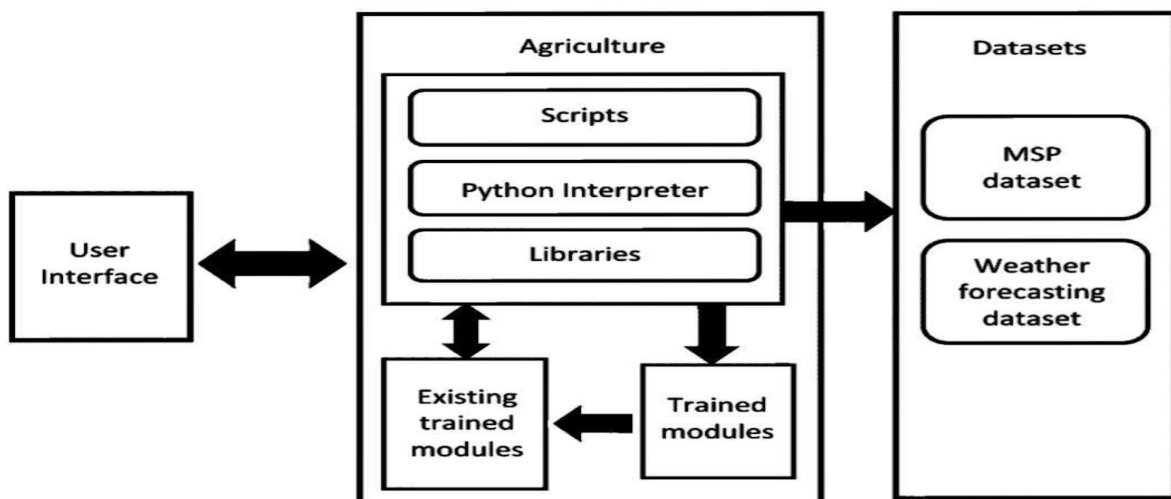 Agriculture
Datasets
Scripts
MSP
dataset
Python Interpreter
User
Interface
Libraries
Weather
forecasting
dataset
Existing
trained
modules
Trained
modules